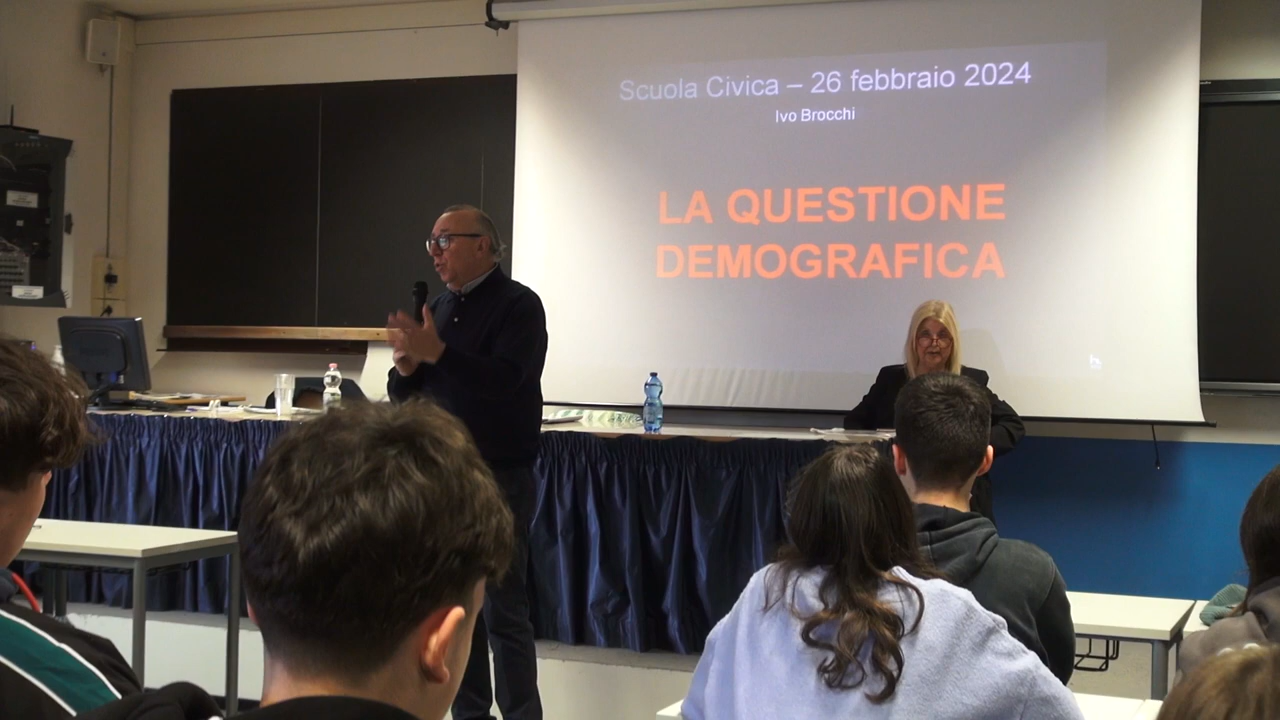 Scuola Civica – 26 febbraio 2024
Ivo Brocchi
LA QUESTIONE
DEMOGRAFICA